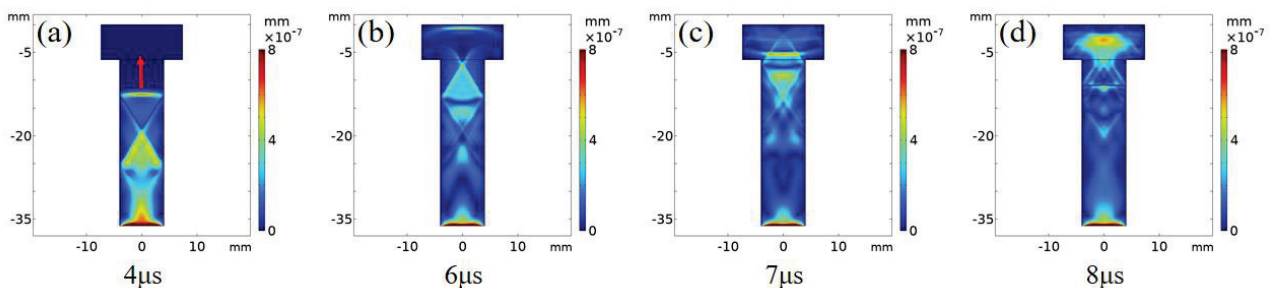 mm (a) mm ×10⁻⁷ 8 4 0 -5 -20 -35 -10 0 10 mm
4μs
mm (b) mm ×10⁻⁷ 8 4 0 -5 -20 -35 -10 0 10 mm
6μs
mm (c) mm ×10⁻⁷ 8 4 0 -5 -20 -35 -10 0 10 mm
7μs
mm (d) mm ×10⁻⁷ 8 4 0 -5 -20 -35 -10 0 10 mm
8μs